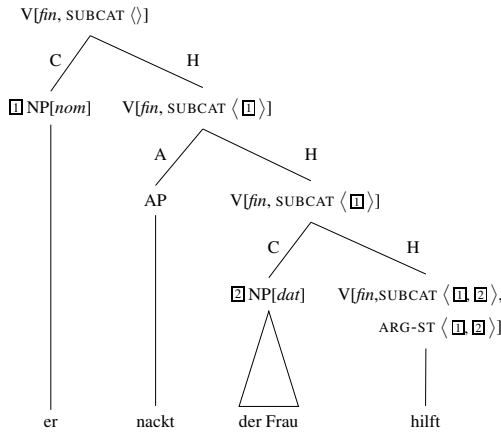 V[fin, SUBCAT ⟨⟩]
C H
1 NP[nom] V[fin, SUBCAT ⟨ 1 ⟩]
A H
AP V[fin, SUBCAT ⟨ 1 ⟩]
C H
2 NP[dat] V[fin,SUBCAT ⟨ 1, 2 ⟩,
ARG-ST ⟨ 1, 2 ⟩]
er nackt der Frau hilft